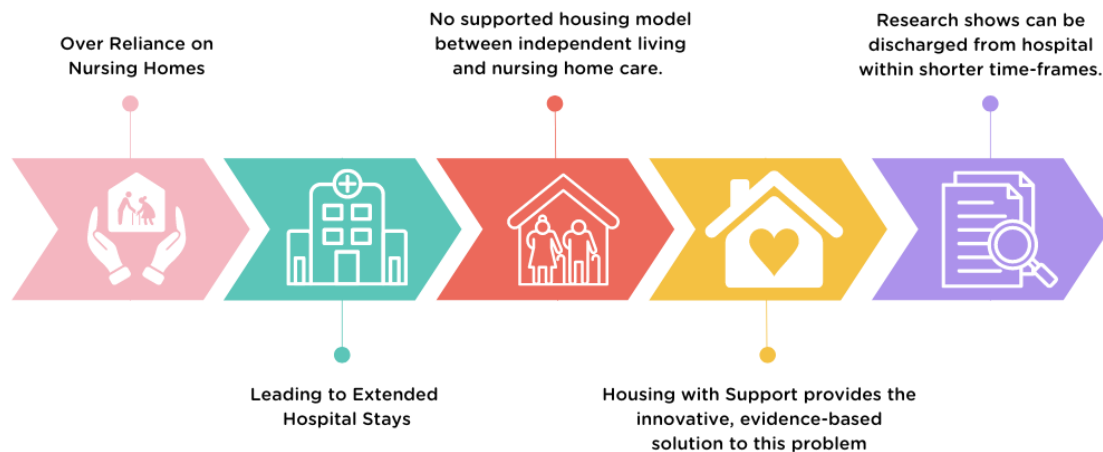 Over Reliance on
Nursing Homes
Leading to Extended
Hospital Stays
No supported housing model
between independent living
and nursing home care.
Housing with Support provides the
innovative, evidence-based
solution to this problem
Research shows can be
discharged from hospital
within shorter time-frames.